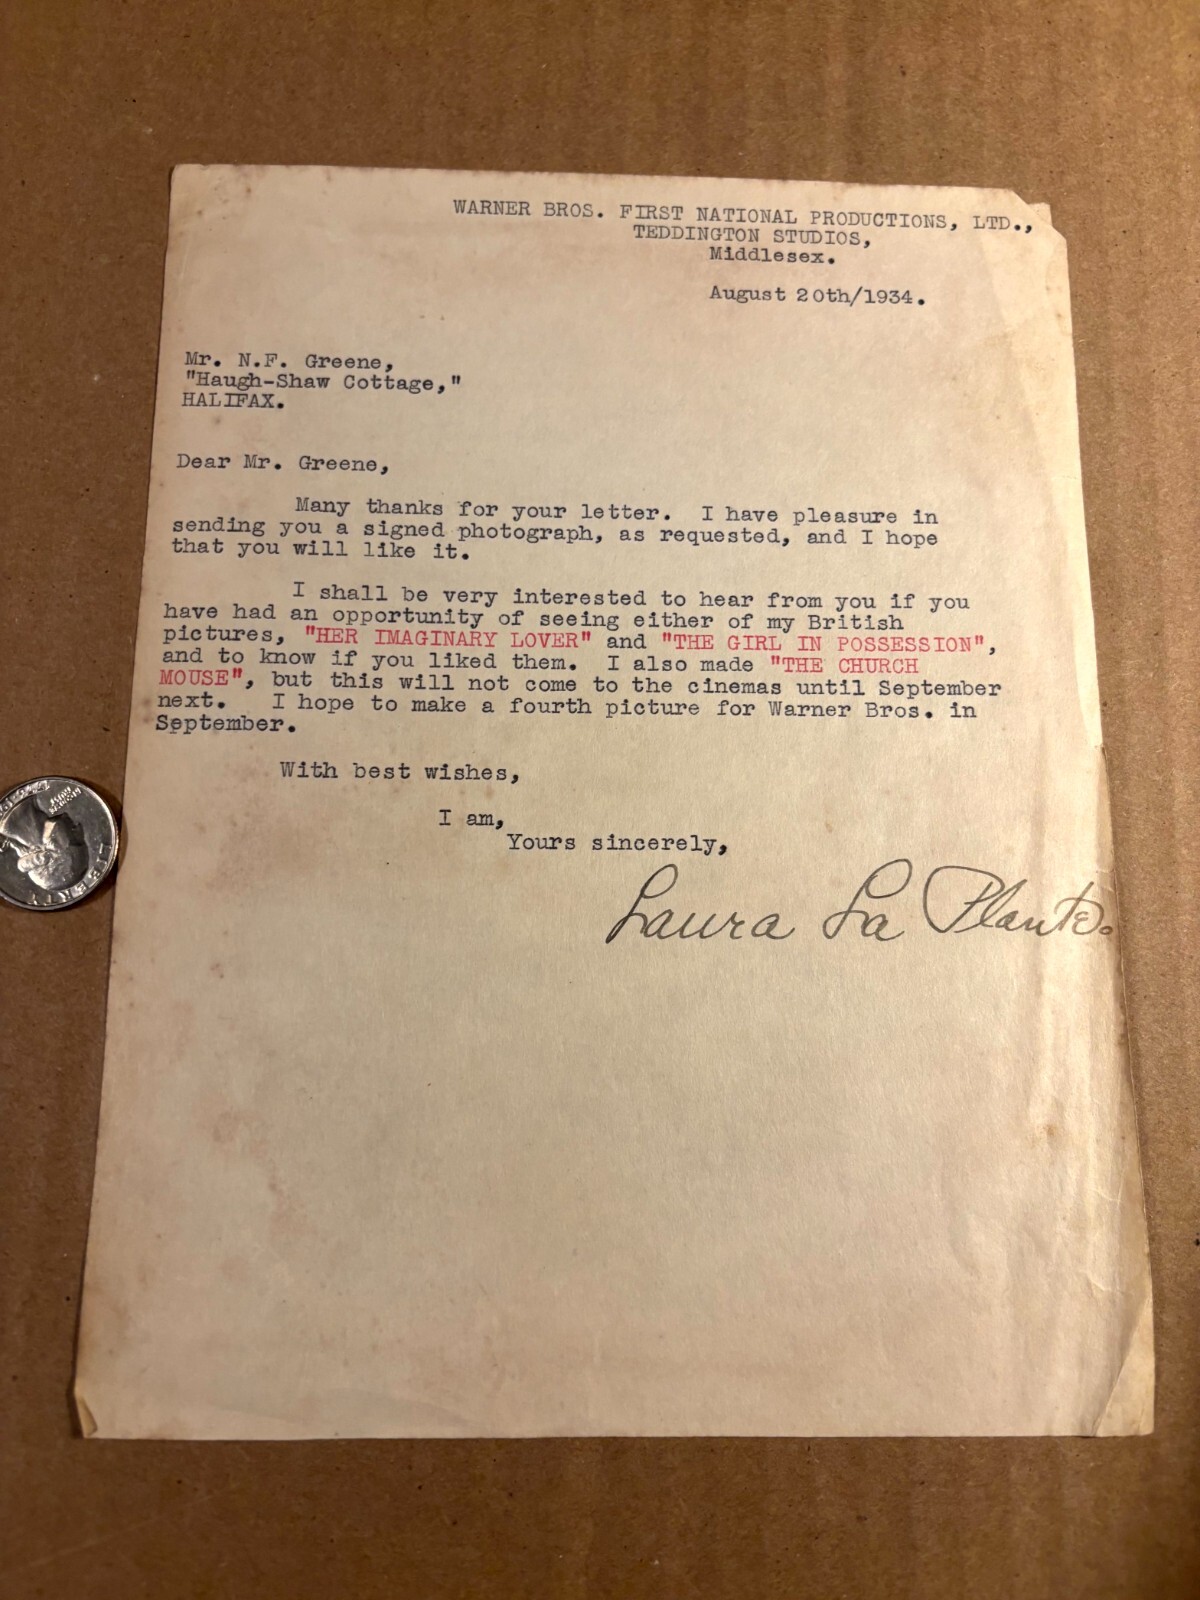 WARNER BROS. FIRST NATIONAL PRODUCTIONS, LTD.,
TEDDINGTON STUDIOS,
Middlesex.
August 20th/1934.
Mr. N.F. Greene,
"Haugh-Shaw Cottage,"
HALIFAX.
Dear Mr. Greene,
Many thanks for your letter. I have pleasure in
sending you a signed photograph, as requested, and I hope
that you will like it.
I shall be very interested to hear from you if you
have had an opportunity of seeing either of my British
pictures, "HER IMAGINARY LOVER" and "THE GIRL IN POSSESSION",
and to know if you liked them. I also made "THE CHURCH
MOUSE", but this will not come to the cinemas until September
next. I hope to make a fourth picture for Warner Bros. in
September.
With best wishes,
I am,
Yours sincerely,
Laura La Plante.
LIBERTY